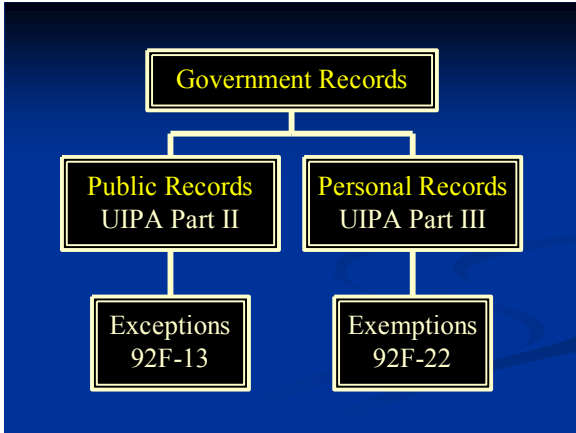 Government Records
Public Records
UIPA Part II
Personal Records
UIPA Part III
Exceptions
92F-13
Exemptions
92F-22